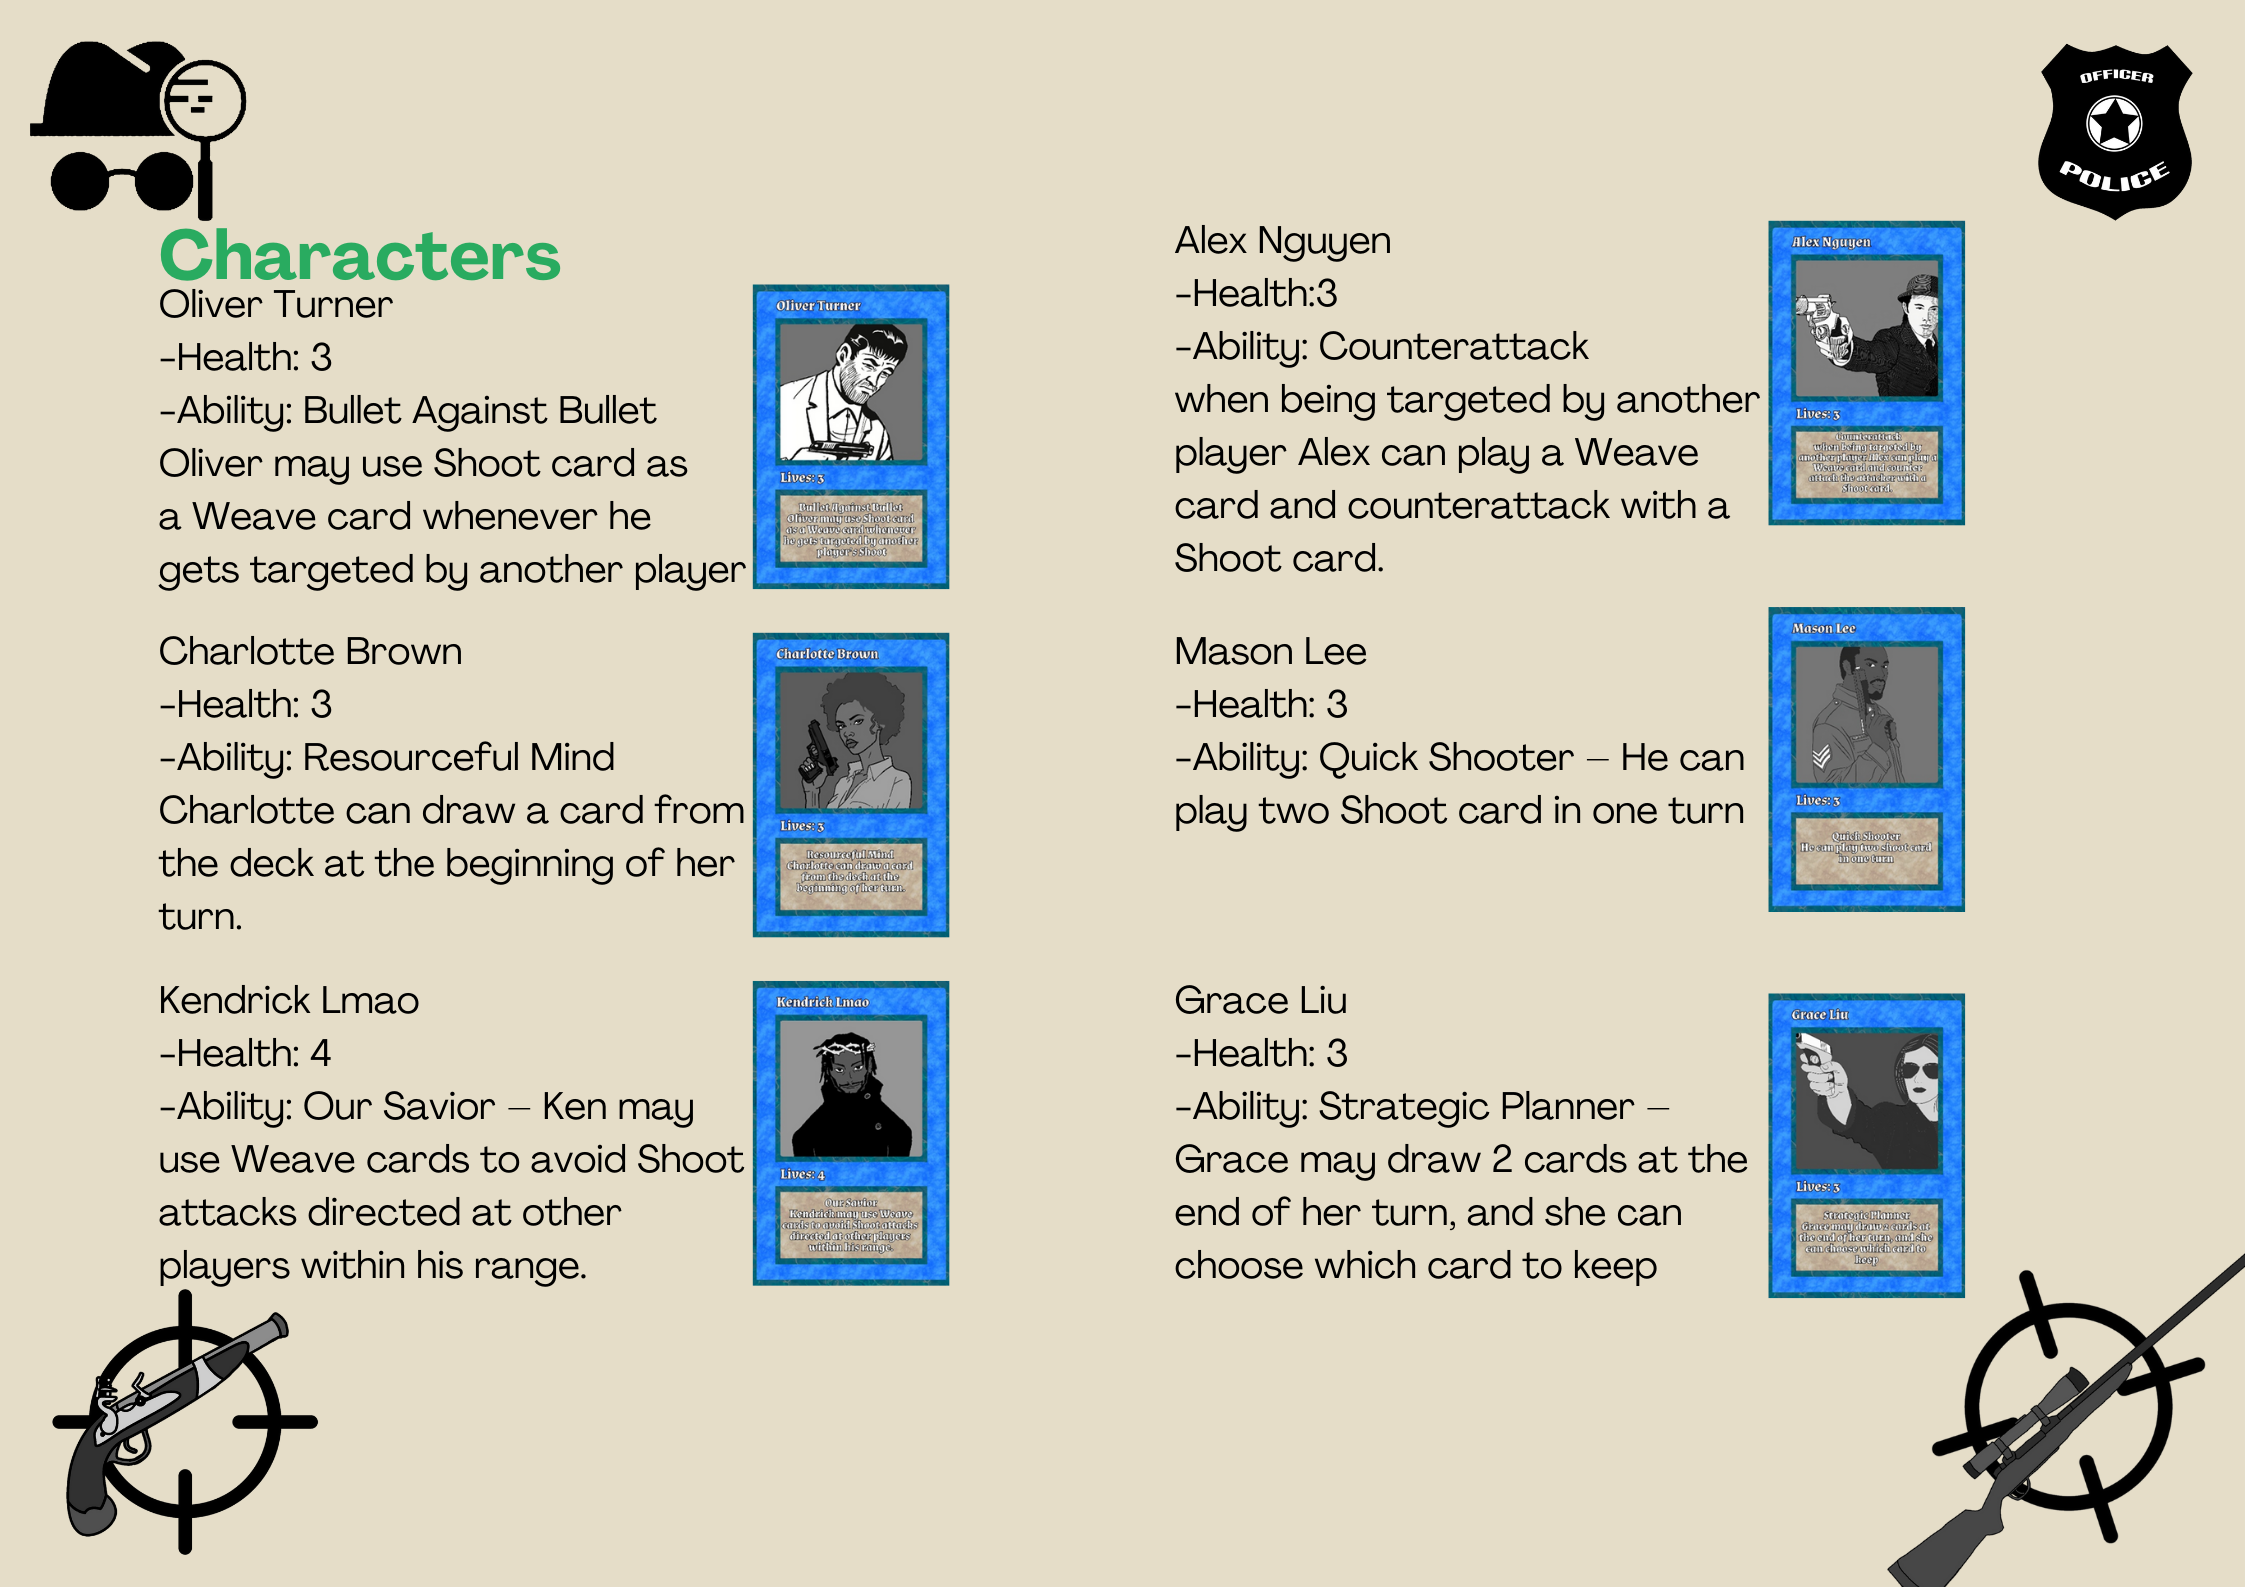 OFFICER
POLICE
Characters
Oliver Turner
-Health: 3
-Ability: Bullet Against Bullet
Oliver may use Shoot card as
a Weave card whenever he
gets targeted by another player
Oliver Turner
Lives: 3
Bullet Against Bullet
Oliver may use Shoot card
as a Weave card whenever
he gets targeted by another
player's Shoot
Charlotte Brown
-Health: 3
-Ability: Resourceful Mind
Charlotte can draw a card from
the deck at the beginning of her
turn.
Charlotte Brown
Lives: 3
Resourceful Mind
Charlotte can draw a card
from the deck at the
beginning of her turn.
Kendrick Lmao
-Health: 4
-Ability: Our Savior – Ken may
use Weave cards to avoid Shoot
attacks directed at other
players within his range.
Kendrick Lmao
Lives: 4
Our Savior
Kendrick may use Weave
cards to avoid Shoot attacks
directed at other players
within his range.
Alex Nguyen
-Health:3
-Ability: Counterattack
when being targeted by another
player Alex can play a Weave
card and counterattack with a
Shoot card.
Alex Nguyen
Lives: 3
Counterattack
when being targeted by
another player Alex can play a
Weave card and counter
attack the attacker with a
Shoot card.
Mason Lee
-Health: 3
-Ability: Quick Shooter – He can
play two Shoot card in one turn
Mason Lee
Lives: 3
Quick Shooter
He can play two shoot card
in one turn
Grace Liu
-Health: 3
-Ability: Strategic Planner –
Grace may draw 2 cards at the
end of her turn, and she can
choose which card to keep
Grace Liu
Lives: 3
Strategic Planner
Grace may draw 2 cards at
the end of her turn, and she
can choose which card to
keep